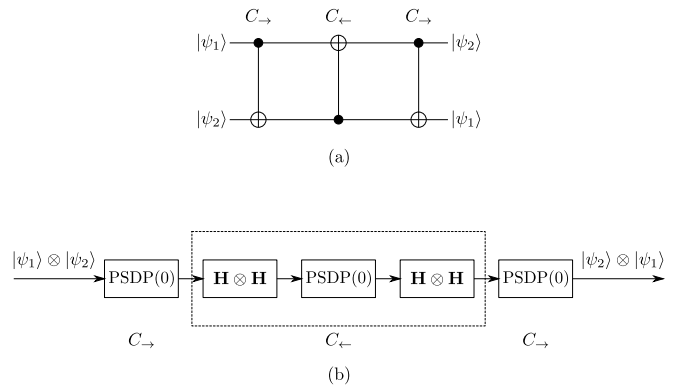 C→ C← C→
|ψ₁⟩ |ψ₂⟩
|ψ₂⟩ |ψ₁⟩
(a)
|ψ₁⟩ ⊗ |ψ₂⟩ |ψ₂⟩ ⊗ |ψ₁⟩
PSDP(0) H ⊗ H PSDP(0) H ⊗ H PSDP(0)
C→ C← C→
(b)